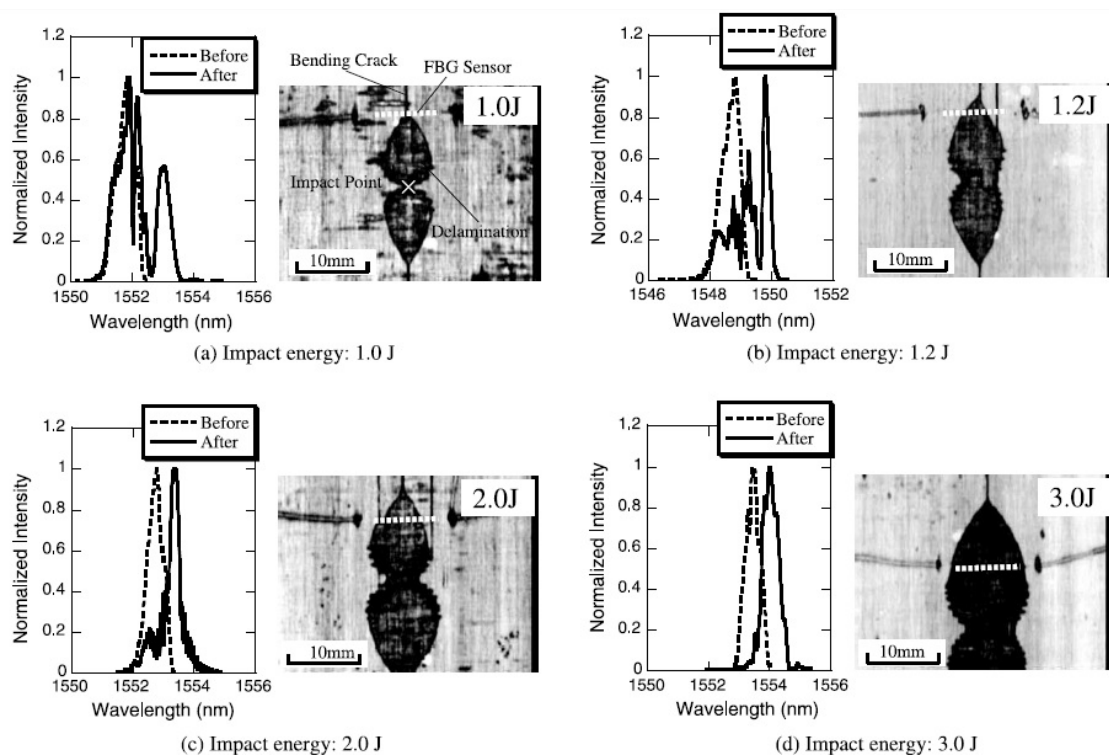 Before
After
1.2
1
0.8
0.6
0.4
0.2
0
1550 1552 1554 1556
Normalized Intensity
Wavelength (nm)
Bending Crack
FBG Sensor
1.0J
Impact Point
Delamination
10mm
(a) Impact energy: 1.0 J
Before
After
1.2
1
0.8
0.6
0.4
0.2
0
1546 1548 1550 1552
Normalized Intensity
Wavelength (nm)
1.2J
10mm
(b) Impact energy: 1.2 J
Before
After
1.2
1
0.8
0.6
0.4
0.2
0
1550 1552 1554 1556
Normalized Intensity
Wavelength (nm)
2.0J
10mm
(c) Impact energy: 2.0 J
Before
After
1.2
1
0.8
0.6
0.4
0.2
0
1550 1552 1554 1556
Normalized Intensity
Wavelength (nm)
3.0J
10mm
(d) Impact energy: 3.0 J